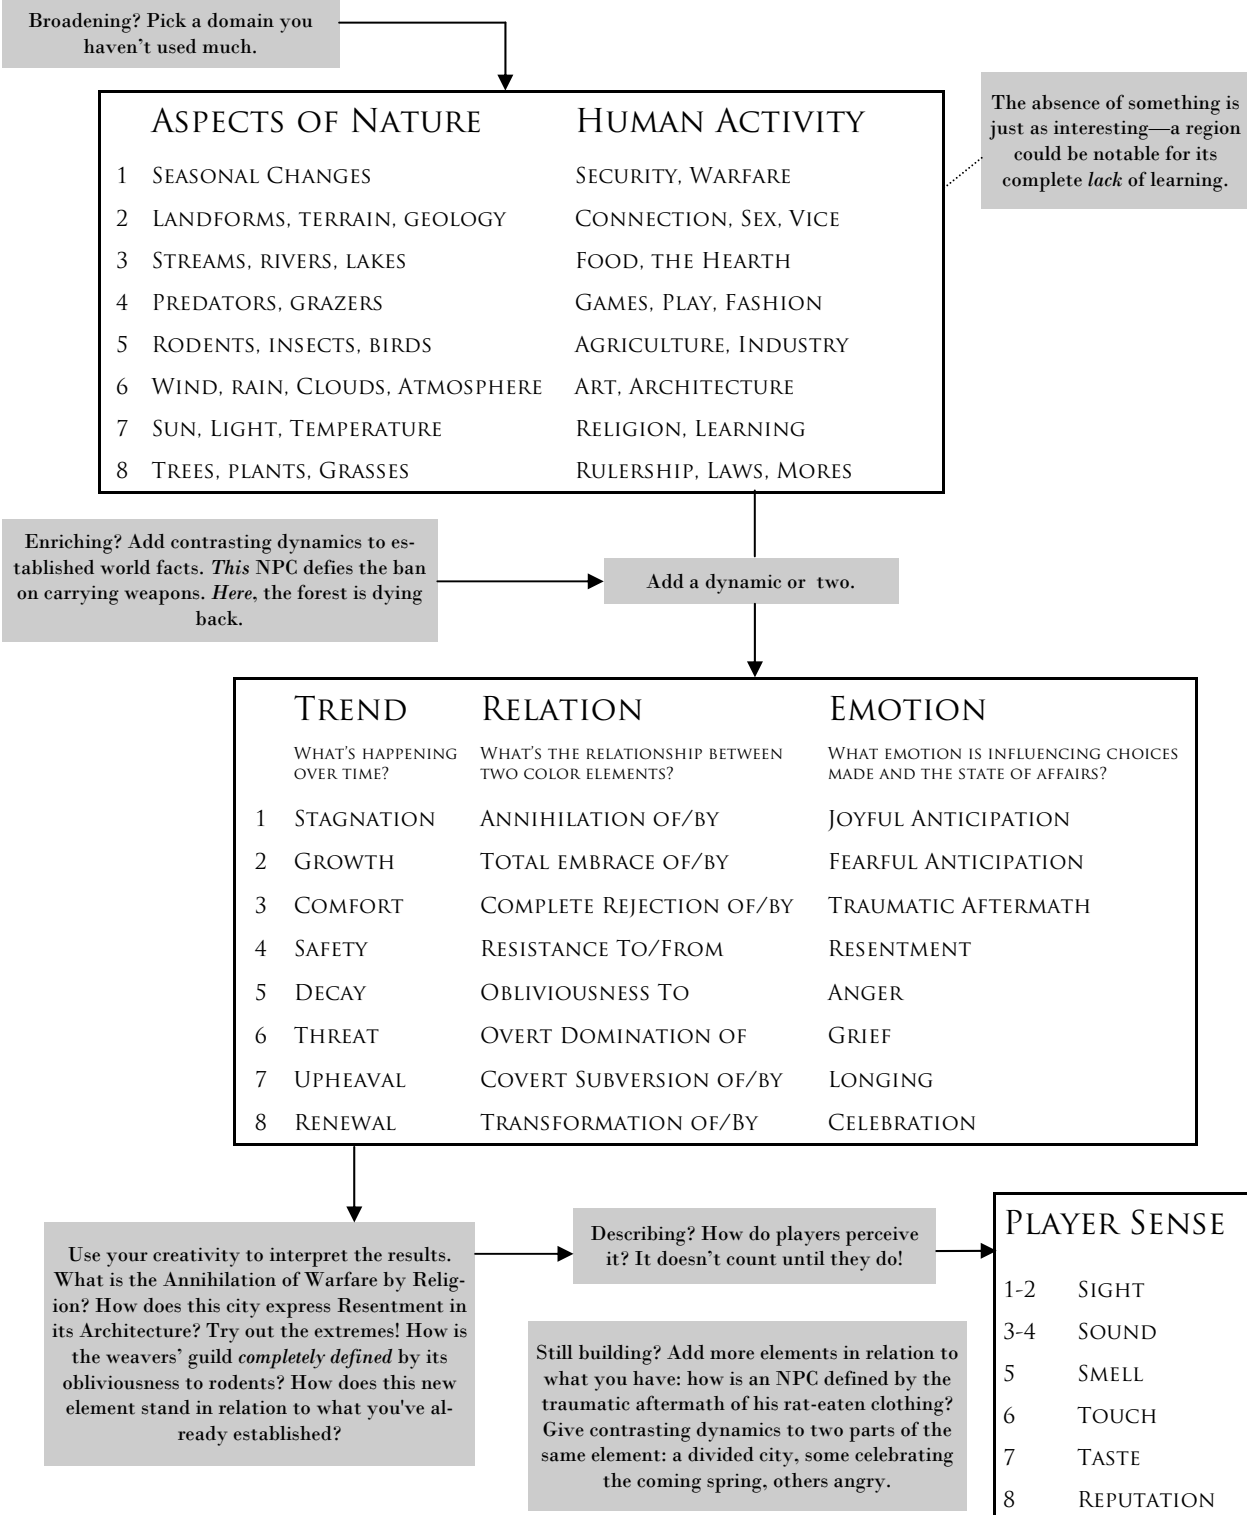 Broadening? Pick a domain you
haven't used much.
The absence of something is
just as interesting—a region
could be notable for its
complete lack of learning.
ASPECTS OF NATURE HUMAN ACTIVITY
1 SEASONAL CHANGES SECURITY, WARFARE
2 LANDFORMS, TERRAIN, GEOLOGY CONNECTION, SEX, VICE
3 STREAMS, RIVERS, LAKES FOOD, THE HEARTH
4 PREDATORS, GRAZERS GAMES, PLAY, FASHION
5 RODENTS, INSECTS, BIRDS AGRICULTURE, INDUSTRY
6 WIND, RAIN, CLOUDS, ATMOSPHERE ART, ARCHITECTURE
7 SUN, LIGHT, TEMPERATURE RELIGION, LEARNING
8 TREES, PLANTS, GRASSES RULERSHIP, LAWS, MORES
Enriching? Add contrasting dynamics to es-
tablished world facts. This NPC defies the ban
on carrying weapons. Here, the forest is dying
back.
Add a dynamic or two.
TREND RELATION EMOTION
WHAT'S HAPPENING WHAT'S THE RELATIONSHIP BETWEEN WHAT EMOTION IS INFLUENCING CHOICES
OVER TIME? TWO COLOR ELEMENTS? MADE AND THE STATE OF AFFAIRS?
1 STAGNATION ANNIHILATION OF/BY JOYFUL ANTICIPATION
2 GROWTH TOTAL EMBRACE OF/BY FEARFUL ANTICIPATION
3 COMFORT COMPLETE REJECTION OF/BY TRAUMATIC AFTERMATH
4 SAFETY RESISTANCE TO/FROM RESENTMENT
5 DECAY OBLIVIOUSNESS TO ANGER
6 THREAT OVERT DOMINATION OF GRIEF
7 UPHEAVAL COVERT SUBVERSION OF/BY LONGING
8 RENEWAL TRANSFORMATION OF/BY CELEBRATION
Use your creativity to interpret the results.
What is the Annihilation of Warfare by Relig-
ion? How does this city express Resentment in
its Architecture? Try out the extremes! How is
the weavers' guild completely defined by its
obliviousness to rodents? How does this new
element stand in relation to what you've al-
ready established?
Describing? How do players perceive
it? It doesn't count until they do!
Still building? Add more elements in relation to
what you have: how is an NPC defined by the
traumatic aftermath of his rat-eaten clothing?
Give contrasting dynamics to two parts of the
same element: a divided city, some celebrating
the coming spring, others angry.
PLAYER SENSE
1-2 SIGHT
3-4 SOUND
5 SMELL
6 TOUCH
7 TASTE
8 REPUTATION